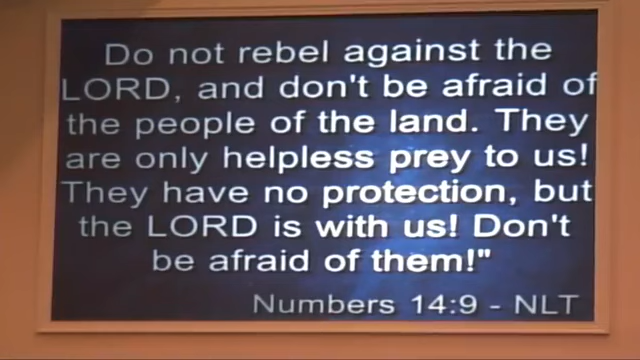 Do not rebel against the
LORD, and don't be afraid of
the people of the land. They
are only helpless prey to us!
They have no protection, but
the LORD is with us! Don't
be afraid of them!"
Numbers 14:9 - NLT